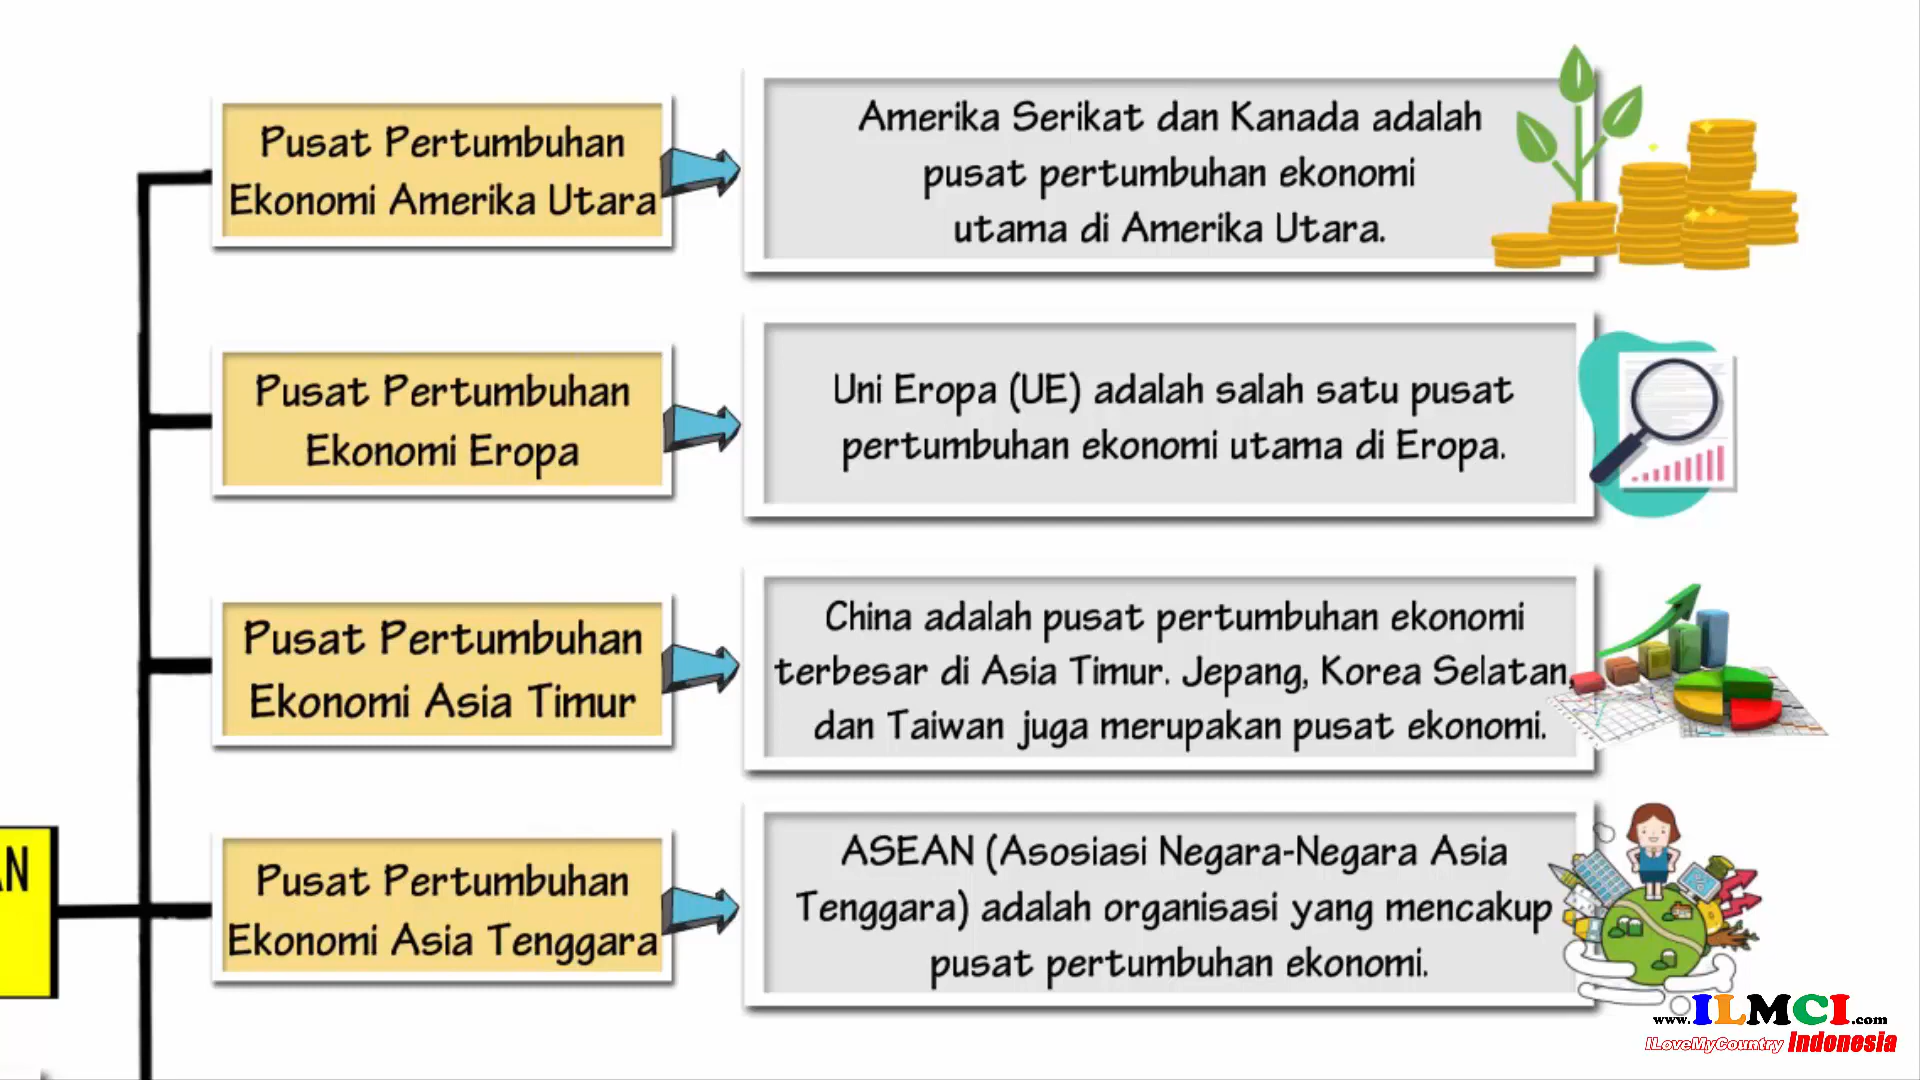 Pusat Pertumbuhan
Ekonomi Amerika Utara
Amerika Serikat dan Kanada adalah
pusat pertumbuhan ekonomi
utama di Amerika Utara.
Pusat Pertumbuhan
Ekonomi Eropa
Uni Eropa (UE) adalah salah satu pusat
pertumbuhan ekonomi utama di Eropa.
Pusat Pertumbuhan
Ekonomi Asia Timur
China adalah pusat pertumbuhan ekonomi
terbesar di Asia Timur. Jepang, Korea Selatan,
dan Taiwan juga merupakan pusat ekonomi.
Pusat Pertumbuhan
Ekonomi Asia Tenggara
ASEAN (Asosiasi Negara-Negara Asia
Tenggara) adalah organisasi yang mencakup
pusat pertumbuhan ekonomi.
www.ILMCI.com
ILoveMyCountry Indonesia